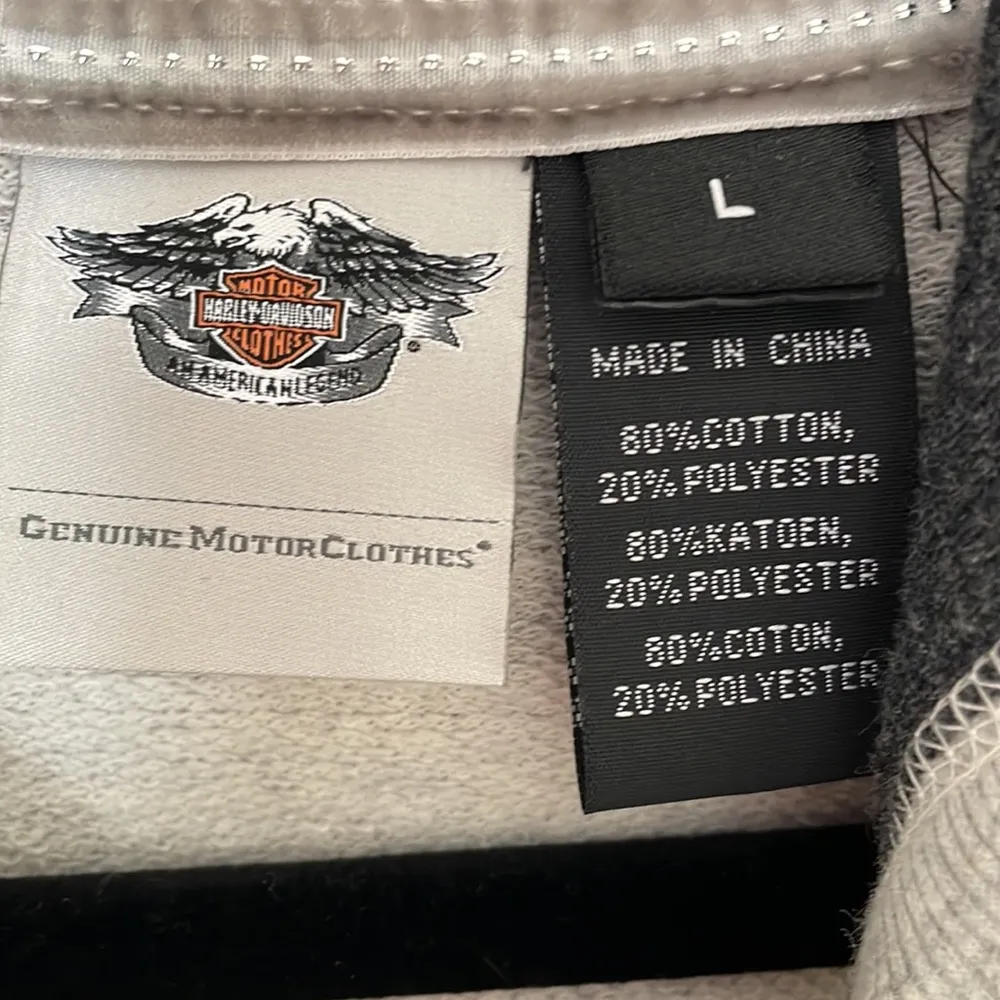 MOTOR
HARLEY-DAVIDSON
CLOTHES
AN AMERICAN LEGEND
®
GENUINE MOTORCLOTHES®
L
MADE IN CHINA
80%COTTON,
20%POLYESTER
80%KATOEN,
20%POLYESTER
80%COTON,
20%POLYESTER